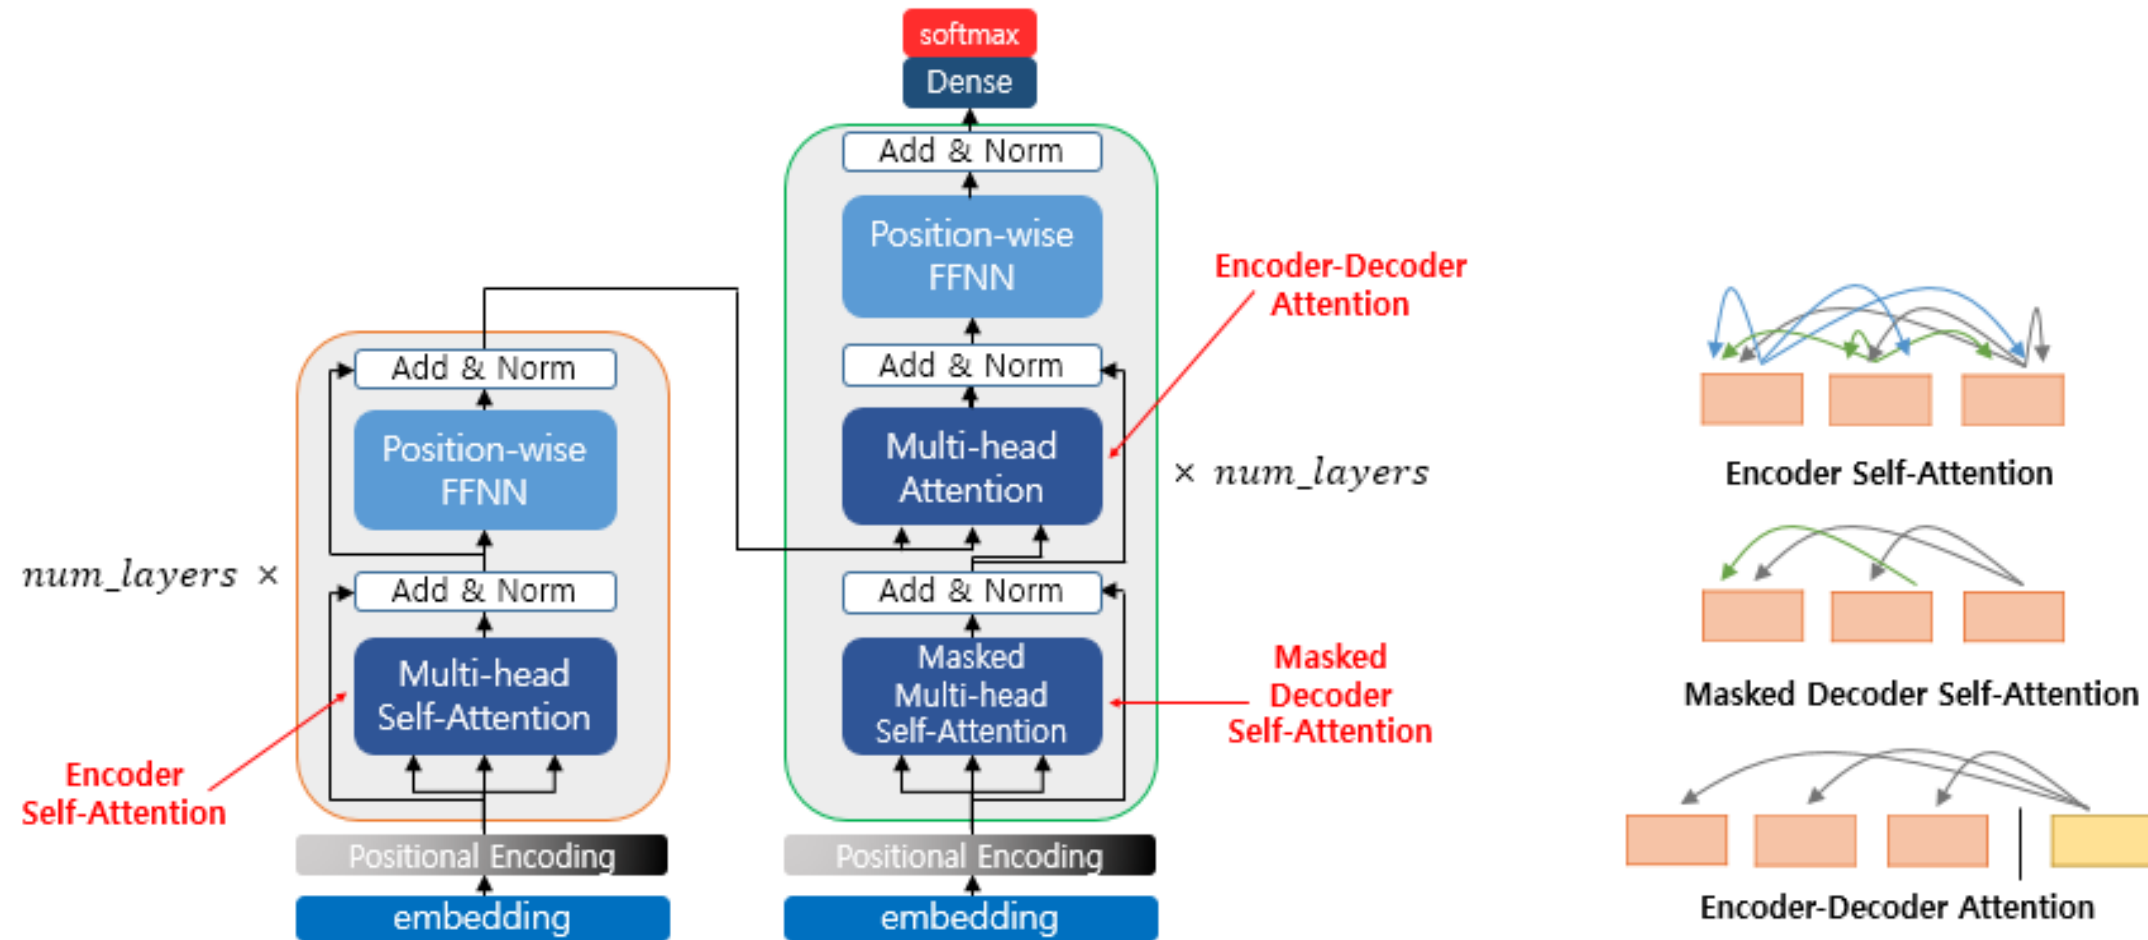 softmax
Dense
Add & Norm
Position-wise
FFNN
Encoder-Decoder
Attention
Add & Norm
Multi-head
Attention
× num_layers
Add & Norm
Masked
Multi-head
Self-Attention
Masked
Decoder
Self-Attention
Positional Encoding
embedding
Add & Norm
Position-wise
FFNN
num_layers ×
Add & Norm
Multi-head
Self-Attention
Encoder
Self-Attention
Positional Encoding
embedding
Encoder Self-Attention
Masked Decoder Self-Attention
Encoder-Decoder Attention